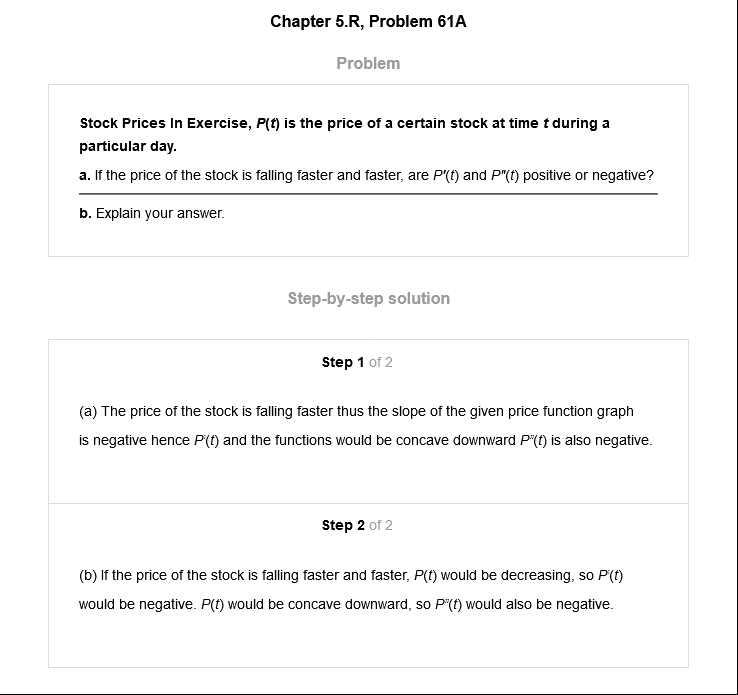 Chapter 5.R, Problem 61A
Problem
Stock Prices In Exercise, P(t) is the price of a certain stock at time t during a
particular day.
a. If the price of the stock is falling faster and faster, are P′(t) and P″(t) positive or negative?
b. Explain your answer.
Step-by-step solution
Step 1 of 2
(a) The price of the stock is falling faster thus the slope of the given price function graph
is negative hence P′(t) and the functions would be concave downward P″(t) is also negative.
Step 2 of 2
(b) If the price of the stock is falling faster and faster, P(t) would be decreasing, so P′(t)
would be negative. P(t) would be concave downward, so P″(t) would also be negative.